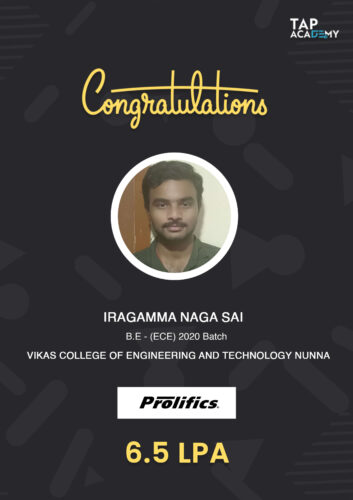 TAP
ACADEMY
Congratulations
IRAGAMMA NAGA SAI
B.E - (ECE) 2020 Batch
VIKAS COLLEGE OF ENGINEERING AND TECHNOLOGY NUNNA
Prolifics.
6.5 LPA